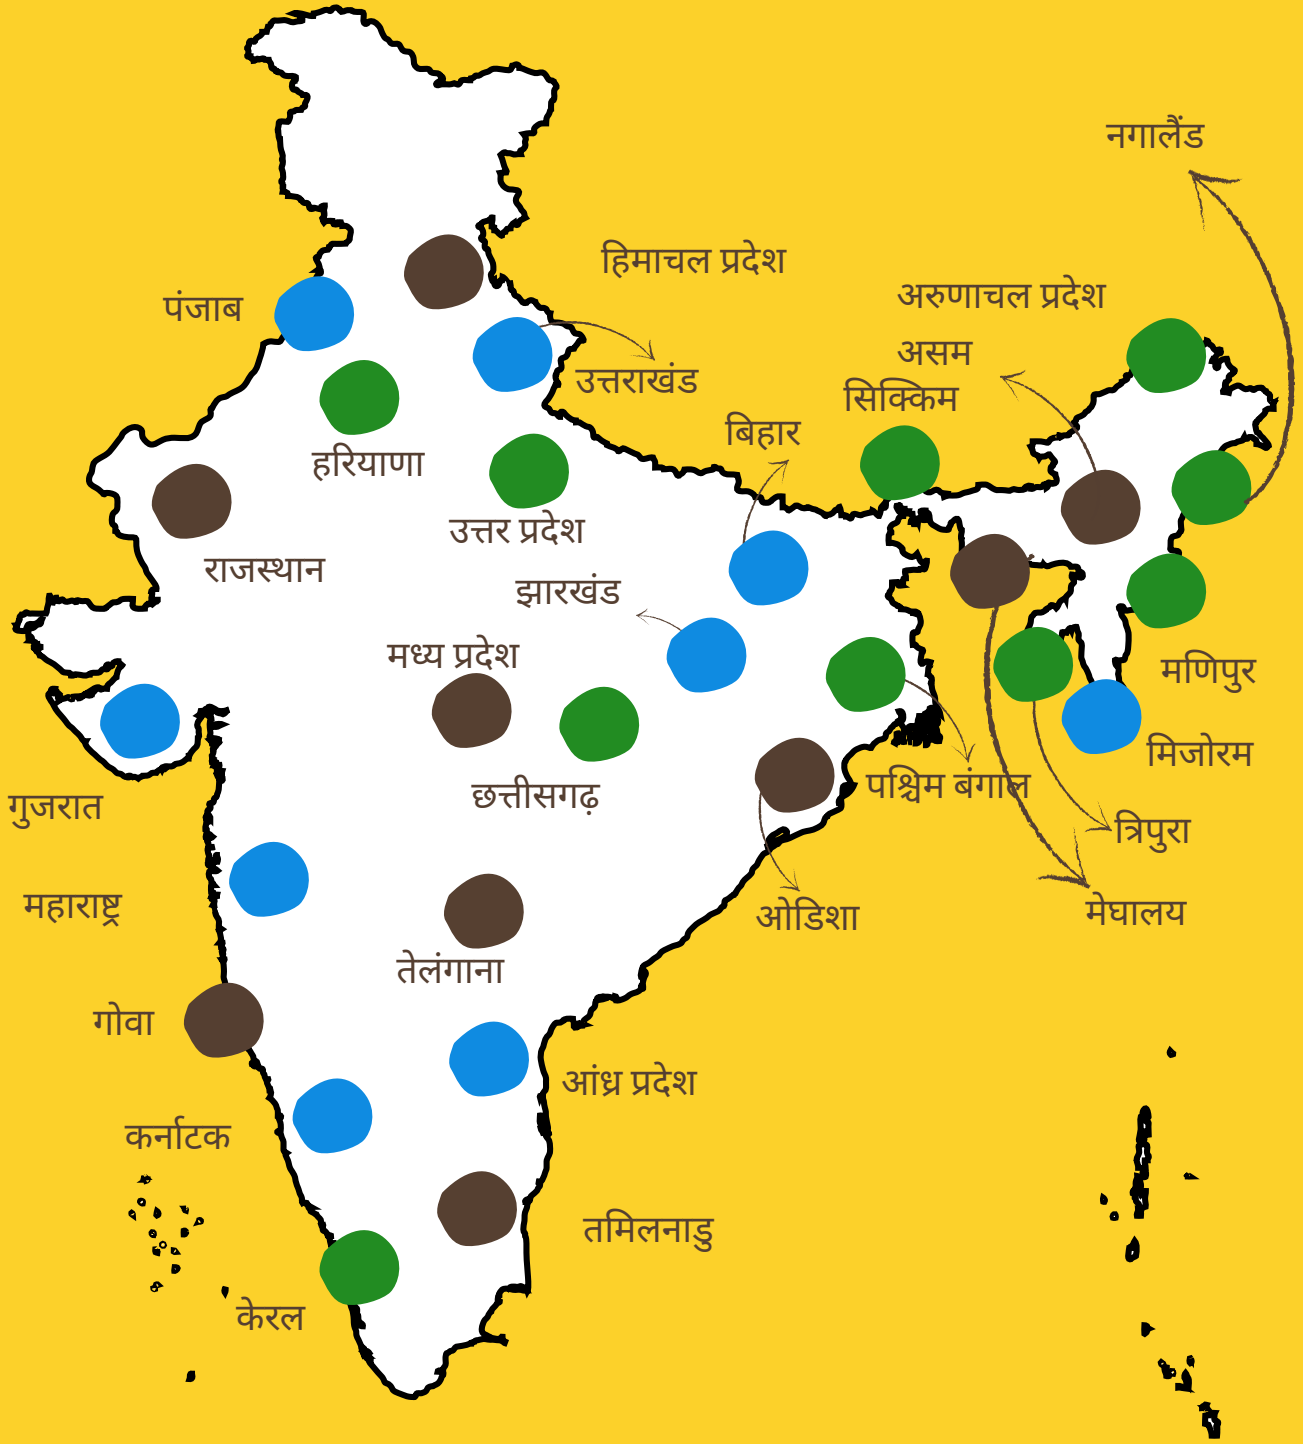 नगालैंड
हिमाचल प्रदेश
अरुणाचल प्रदेश
पंजाब
असम
उत्तराखंड
सिक्किम
बिहार
हरियाणा
उत्तर प्रदेश
राजस्थान
झारखंड
मध्य प्रदेश
मणिपुर
मिजोरम
पश्चिम बंगाल
छत्तीसगढ़
गुजरात
त्रिपुरा
महाराष्ट्र
ओडिशा
मेघालय
तेलंगाना
गोवा
आंध्र प्रदेश
कर्नाटक
तमिलनाडु
केरल